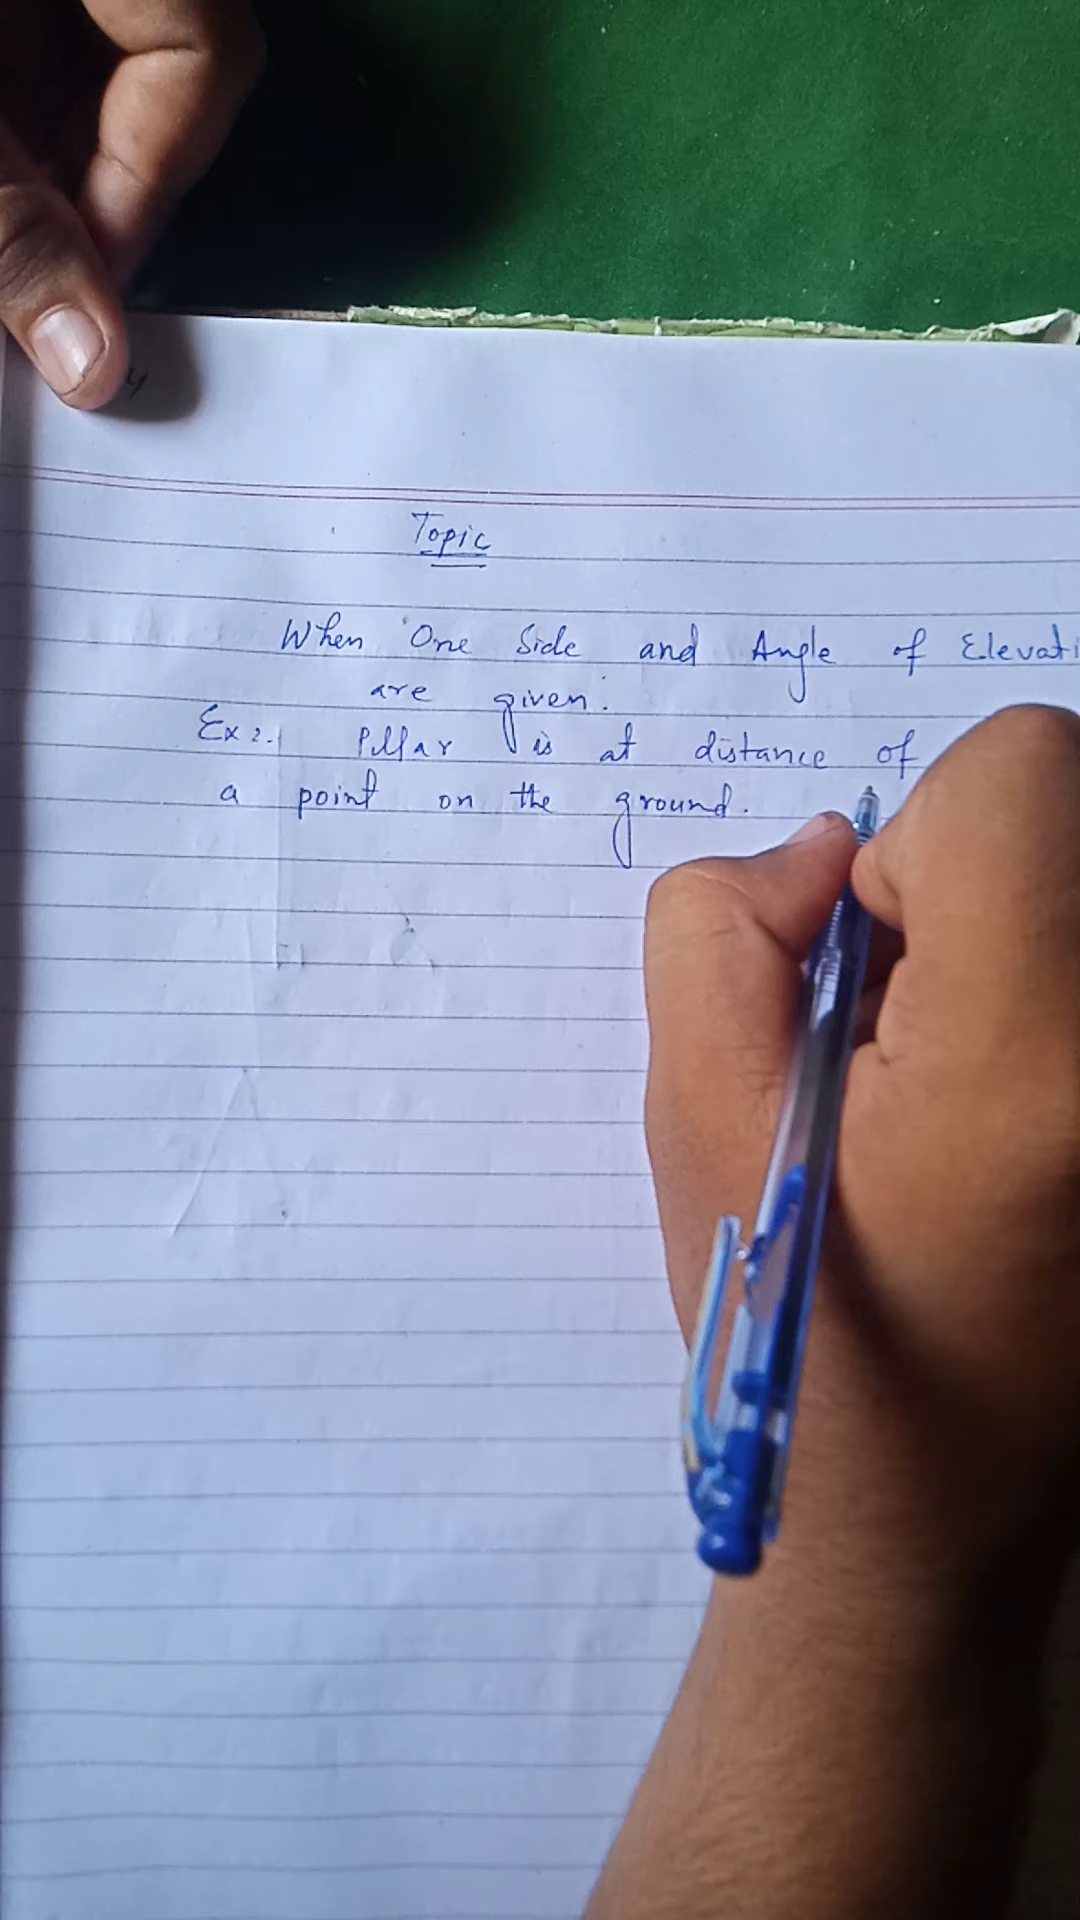 Topic
When One Side and Angle of Elevati
are given.
Ex 2. Pillar is at distance of
a point on the ground.